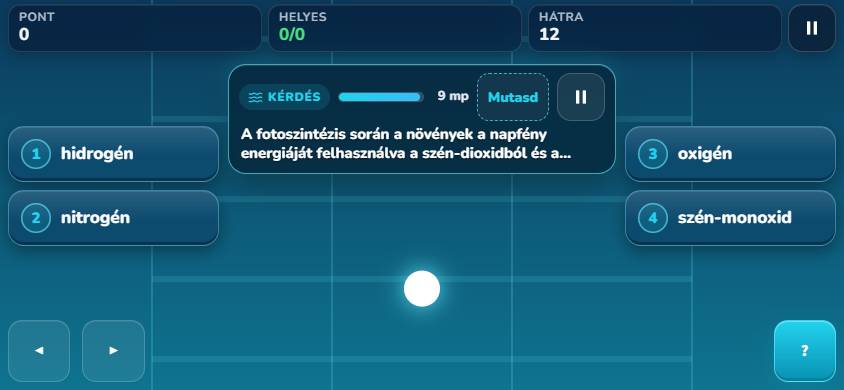 PONT
0
HELYES
0/0
HÁTRA
12
KÉRDÉS
9 mp
Mutasd
A fotoszintézis során a növények a napfény
energiáját felhasználva a szén-dioxidból és a...
1 hidrogén
2 nitrogén
3 oxigén
4 szén-monoxid
?